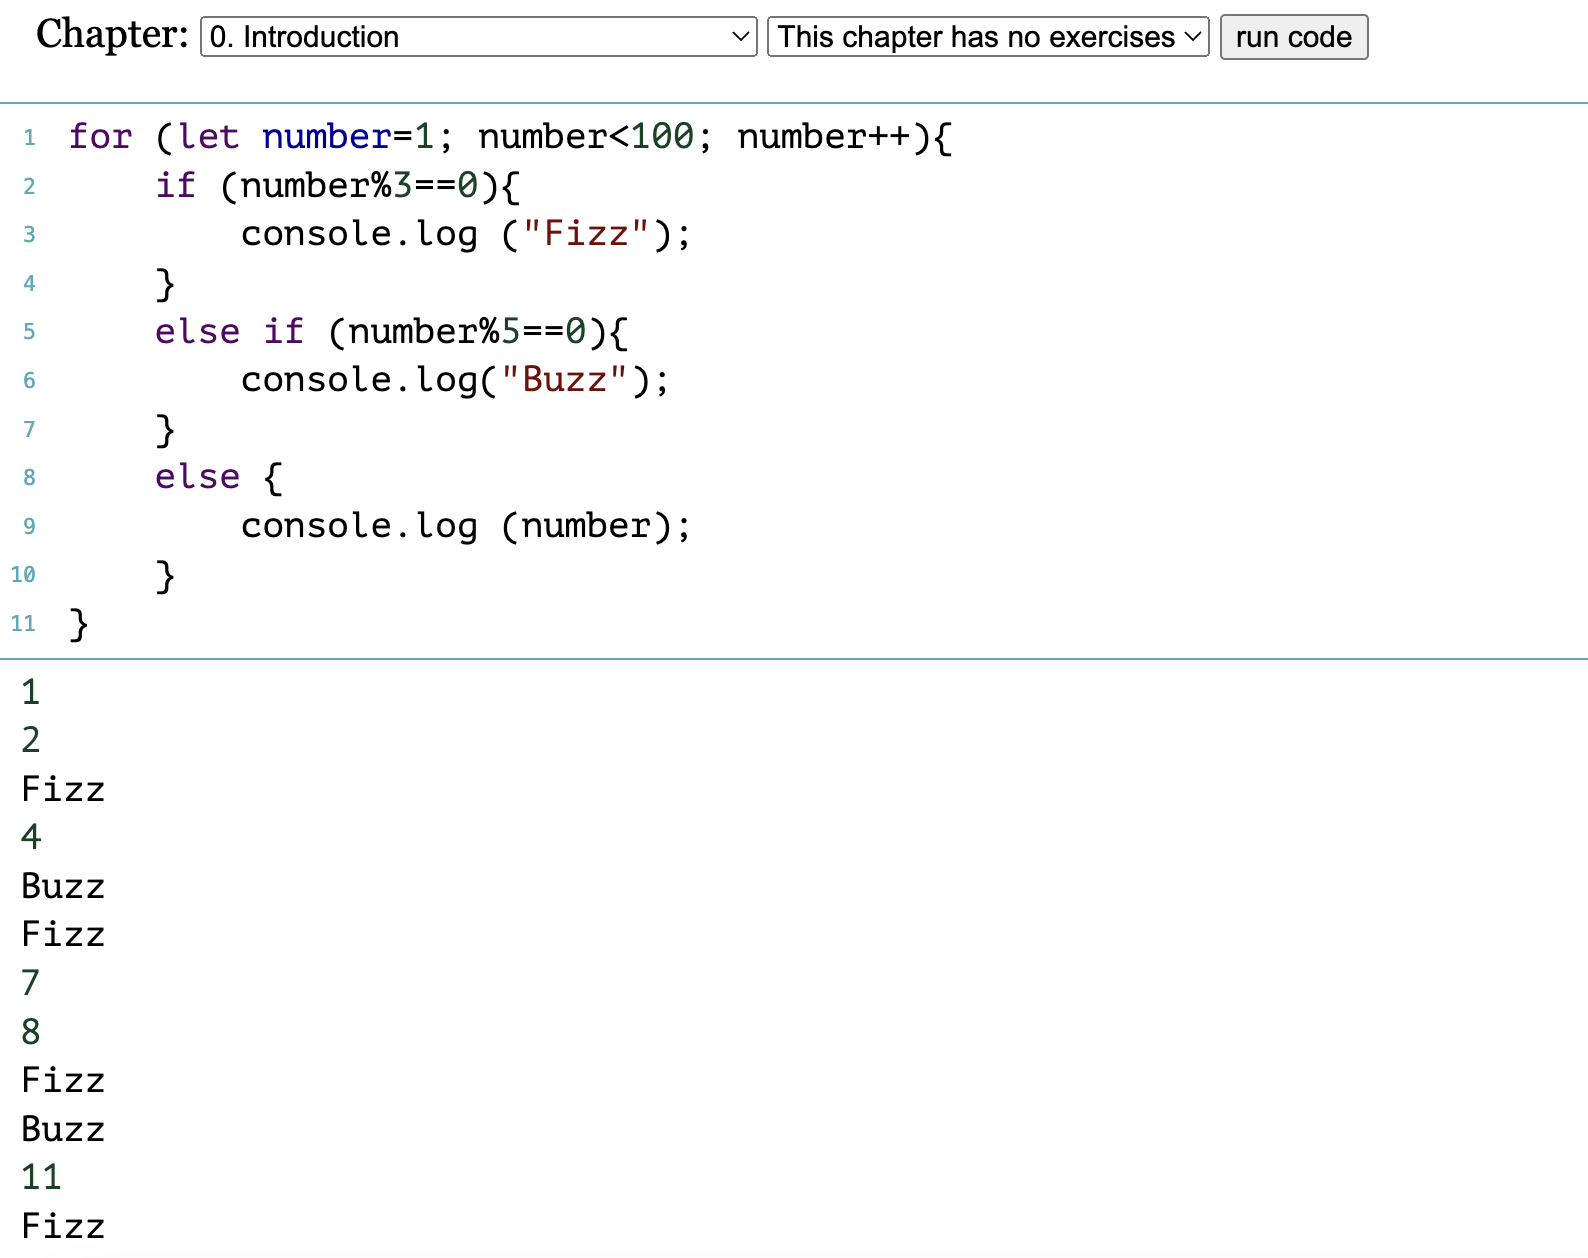 Chapter: 0. Introduction This chapter has no exercises run code
1 for (let number=1; number<100; number++){
2     if (number%3==0){
3         console.log ("Fizz");
4     }
5     else if (number%5==0){
6         console.log("Buzz");
7     }
8     else {
9         console.log (number);
10     }
11 }
1
2
Fizz
4
Buzz
Fizz
7
8
Fizz
Buzz
11
Fizz